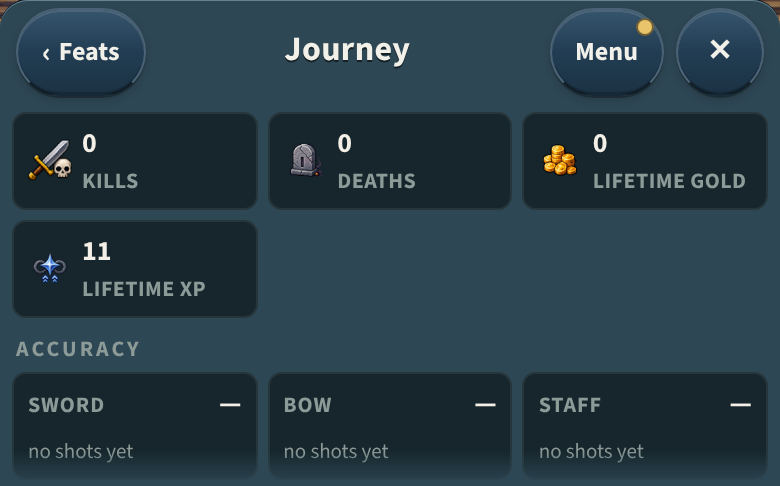 ‹ Feats
Journey
Menu
✕
0
KILLS
0
DEATHS
0
LIFETIME GOLD
11
LIFETIME XP
ACCURACY
SWORD —
no shots yet
BOW —
no shots yet
STAFF —
no shots yet